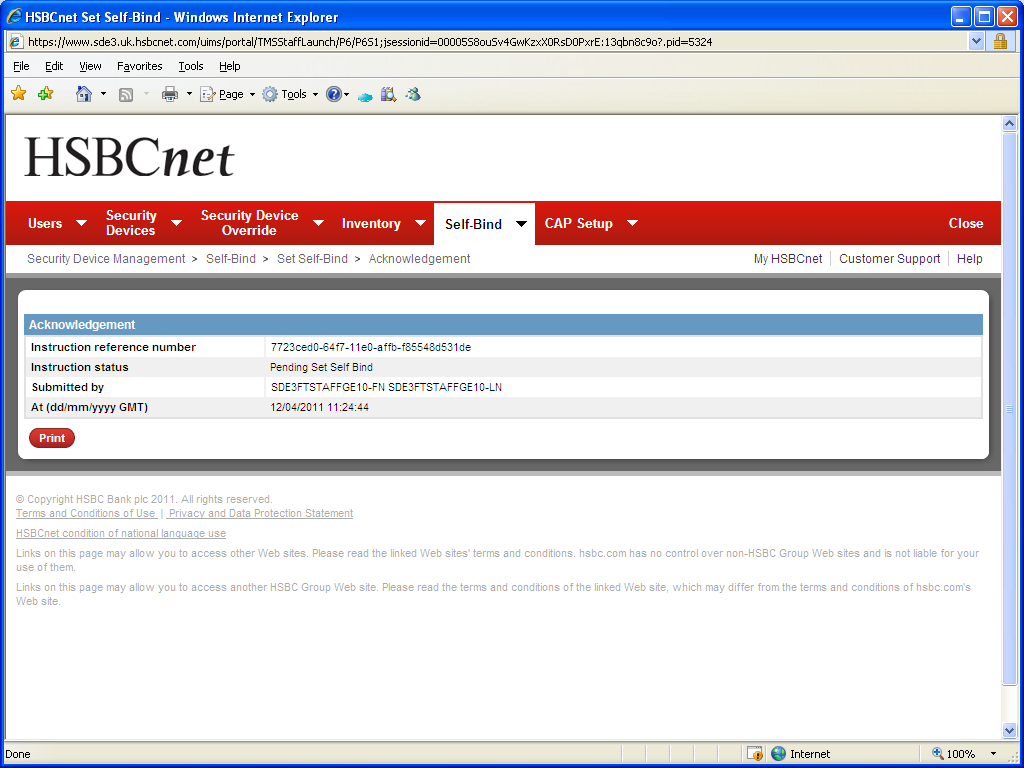 HSBCnet Set Self-Bind - Windows Internet Explorer
https://www.sde3.uk.hsbcnet.com/uims/portal/TMSStaffLaunch/P6/P6S1;jsessionid=0000558ouSv4GwKzxX0RsD0PxrE:13qbn8c9o?.pid=5324
File Edit View Favorites Tools Help
Page Tools
HSBCnet
Users Security Devices Security Device Override Inventory Self-Bind CAP Setup Close
Security Device Management > Self-Bind > Set Self-Bind > Acknowledgement My HSBCnet Customer Support Help
Acknowledgement
Instruction reference number 7723ced0-64f7-11e0-affb-f85548d531de
Instruction status Pending Set Self Bind
Submitted by SDE3FTSTAFFGE10-FN SDE3FTSTAFFGE10-LN
At (dd/mm/yyyy GMT) 12/04/2011 11:24:44
Print
© Copyright HSBC Bank plc 2011. All rights reserved.
Terms and Conditions of Use | Privacy and Data Protection Statement
HSBCnet condition of national language use
Links on this page may allow you to access other Web sites. Please read the linked Web sites' terms and conditions. hsbc.com has no control over non-HSBC Group Web sites and is not liable for your
use of them.
Links on this page may allow you to access another HSBC Group Web site. Please read the terms and conditions of the linked Web site, which may differ from the terms and conditions of hsbc.com's
Web site.
Done Internet 100%